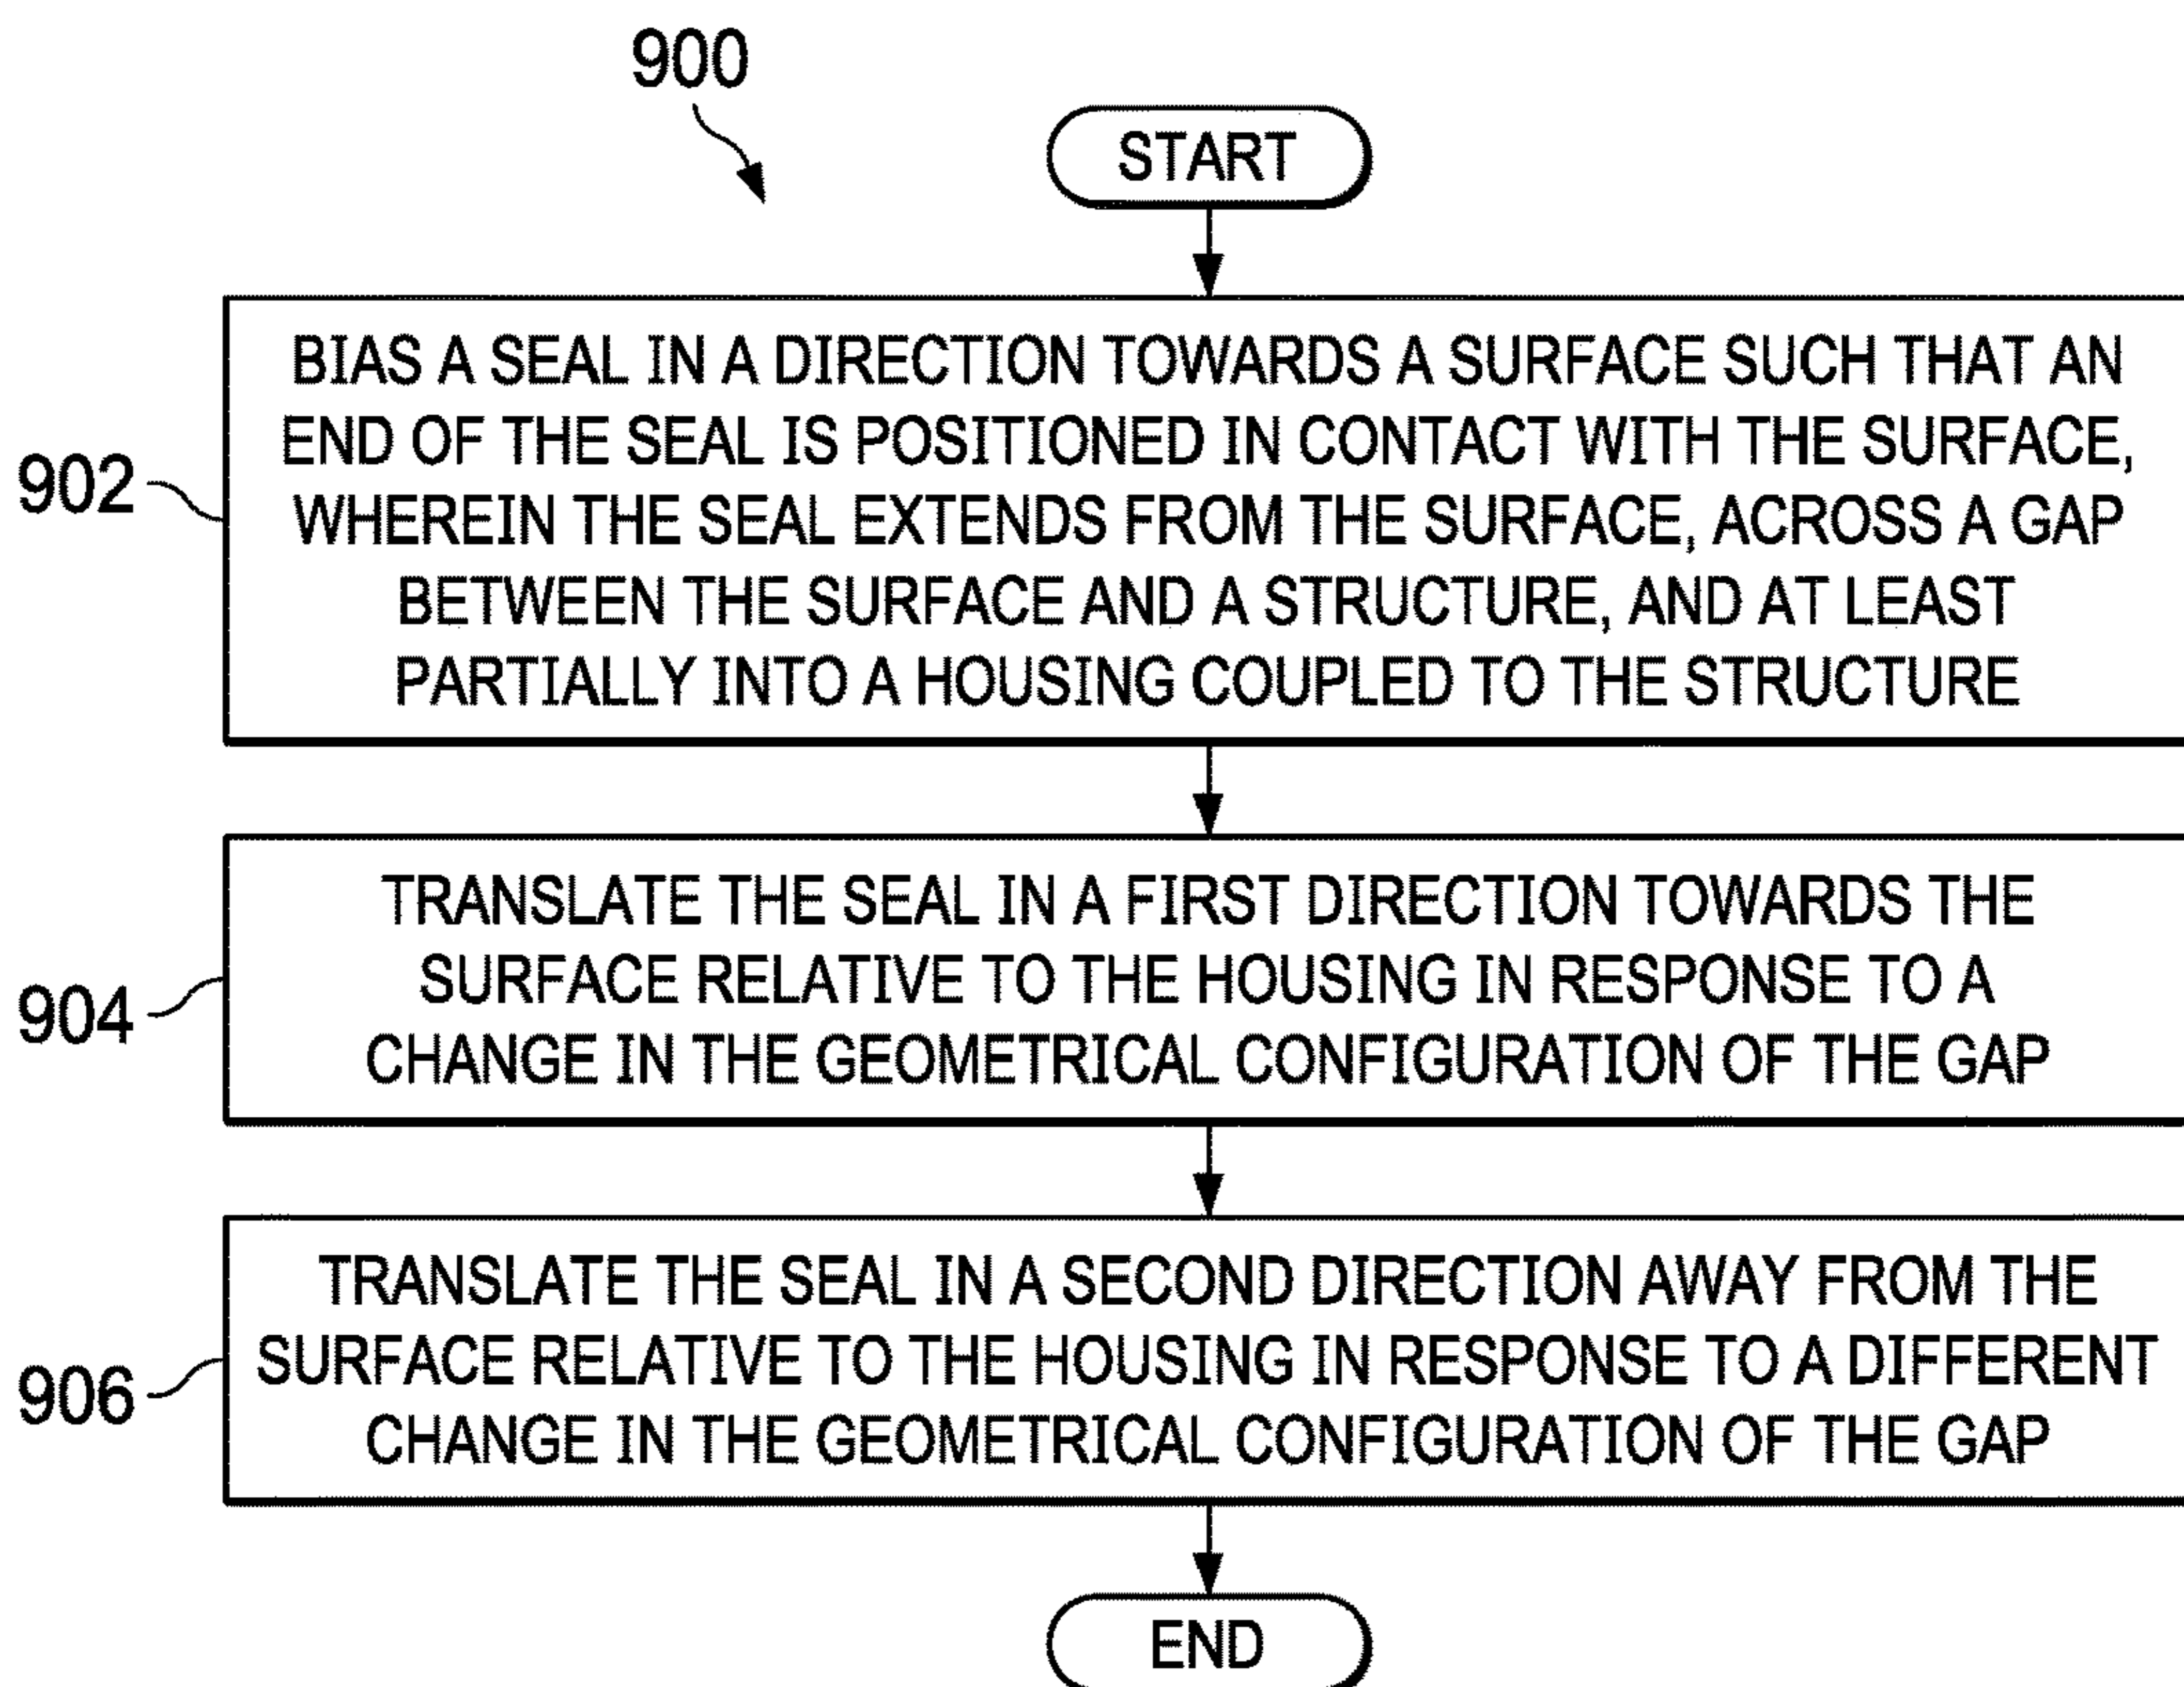 900
START
902
BIAS A SEAL IN A DIRECTION TOWARDS A SURFACE SUCH THAT AN
END OF THE SEAL IS POSITIONED IN CONTACT WITH THE SURFACE,
WHEREIN THE SEAL EXTENDS FROM THE SURFACE, ACROSS A GAP
BETWEEN THE SURFACE AND A STRUCTURE, AND AT LEAST
PARTIALLY INTO A HOUSING COUPLED TO THE STRUCTURE
904
TRANSLATE THE SEAL IN A FIRST DIRECTION TOWARDS THE
SURFACE RELATIVE TO THE HOUSING IN RESPONSE TO A
CHANGE IN THE GEOMETRICAL CONFIGURATION OF THE GAP
906
TRANSLATE THE SEAL IN A SECOND DIRECTION AWAY FROM THE
SURFACE RELATIVE TO THE HOUSING IN RESPONSE TO A DIFFERENT
CHANGE IN THE GEOMETRICAL CONFIGURATION OF THE GAP
END